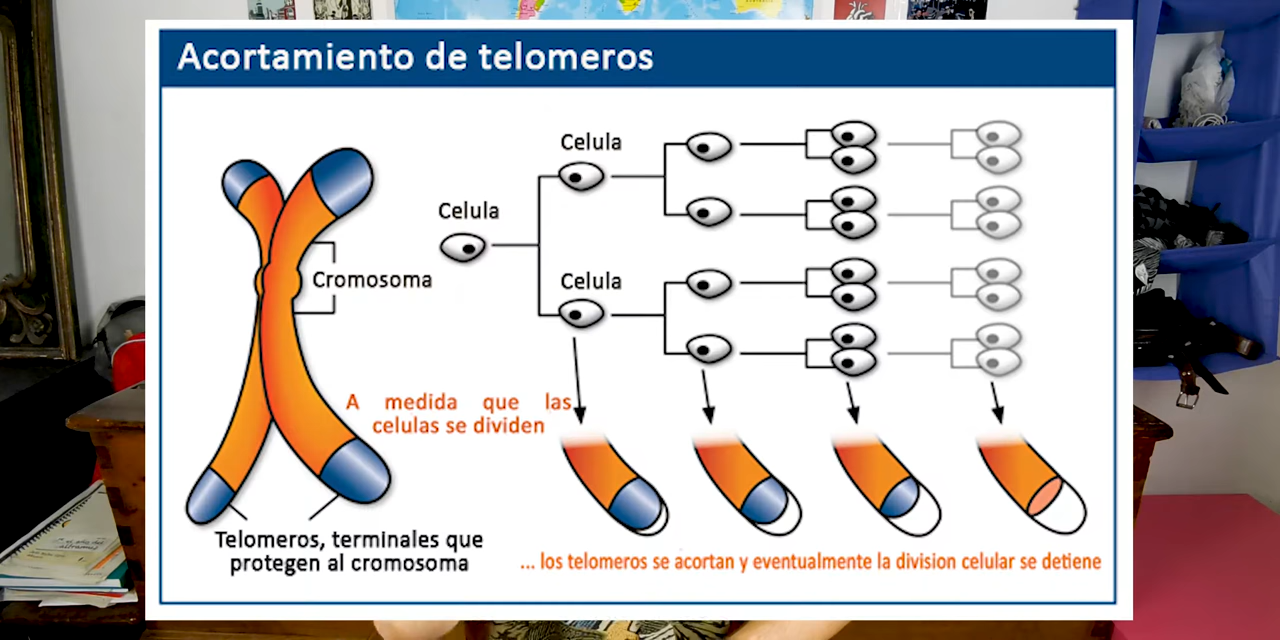 Acortamiento de telomeros
Celula
Celula
Celula
Cromosoma
A medida que las
celulas se dividen
Telomeros, terminales que
protegen al cromosoma
... los telomeros se acortan y eventualmente la division celular se detiene